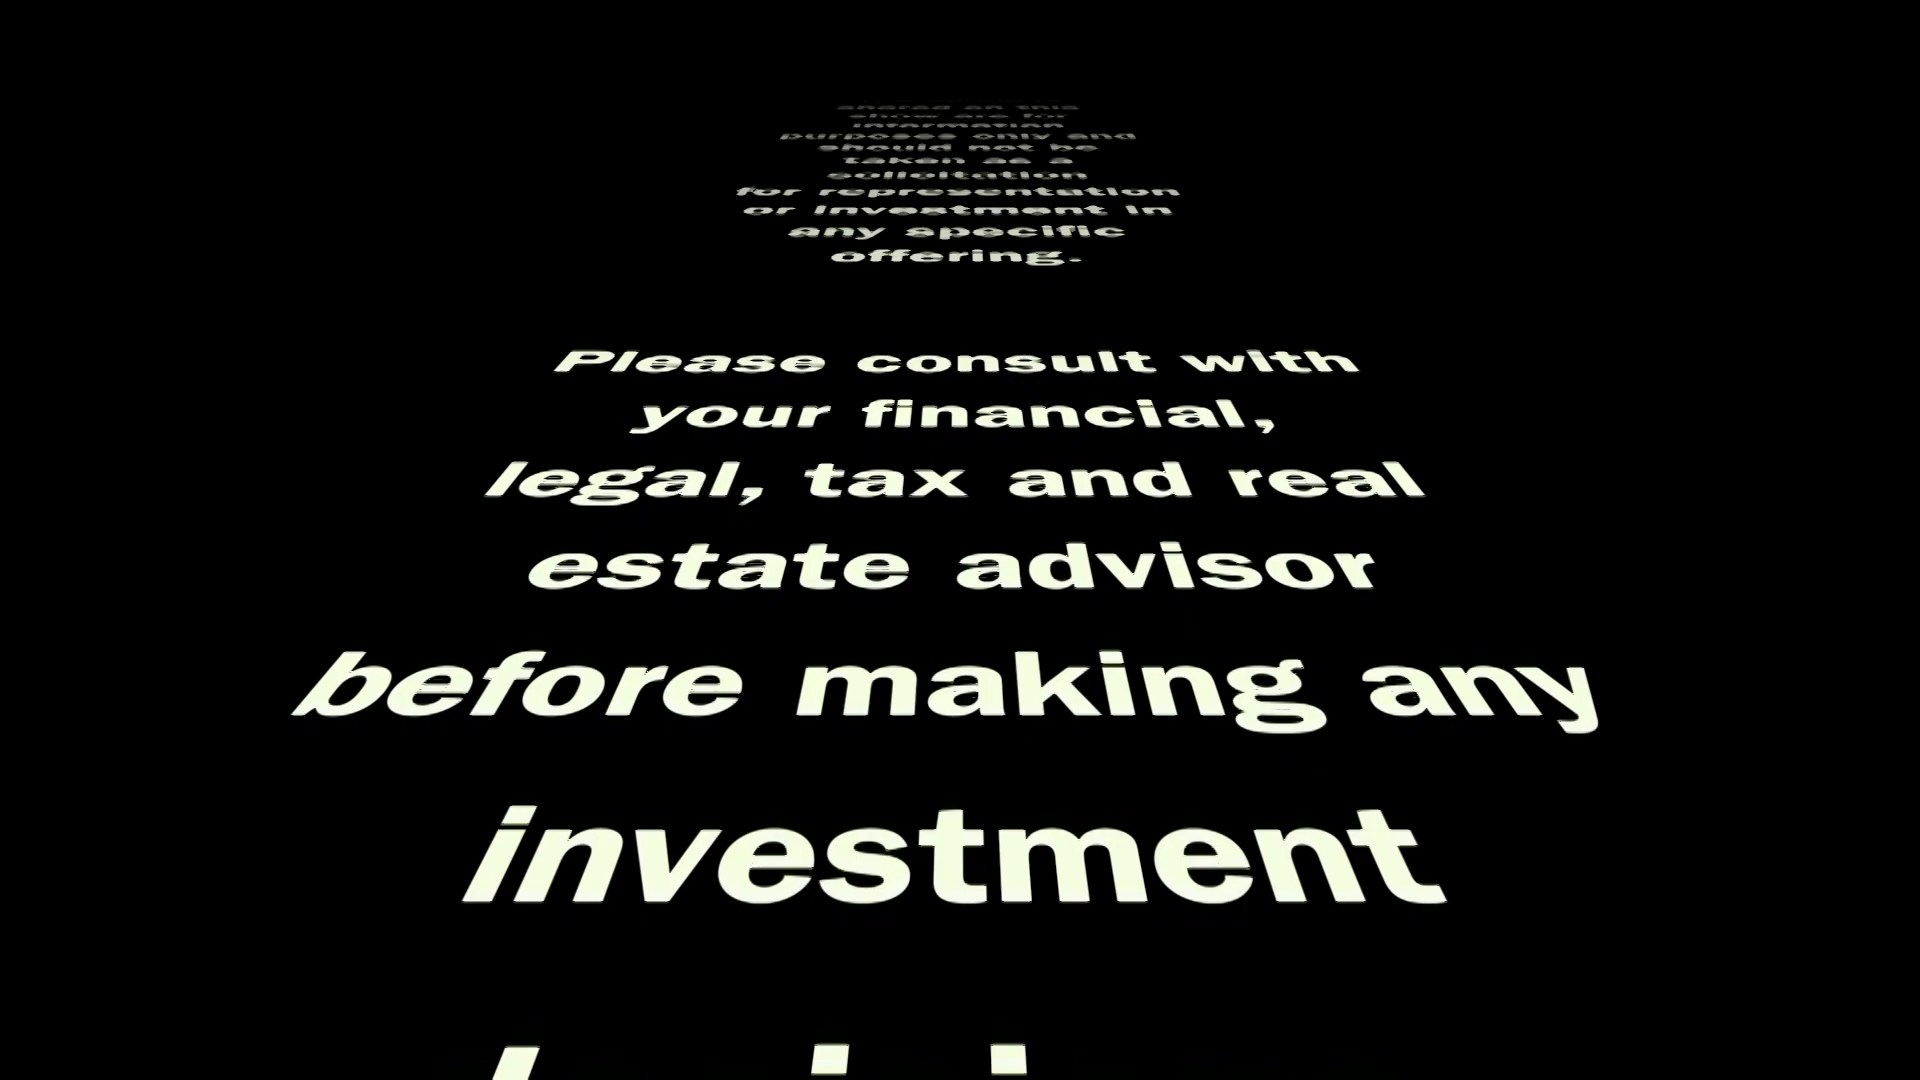 shared on this
show are for
information
purposes only and
should not be
taken as a
solicitation
for representation
or investment in
any specific
offering.
Please consult with
your financial,
legal, tax and real
estate advisor
before making any
investment